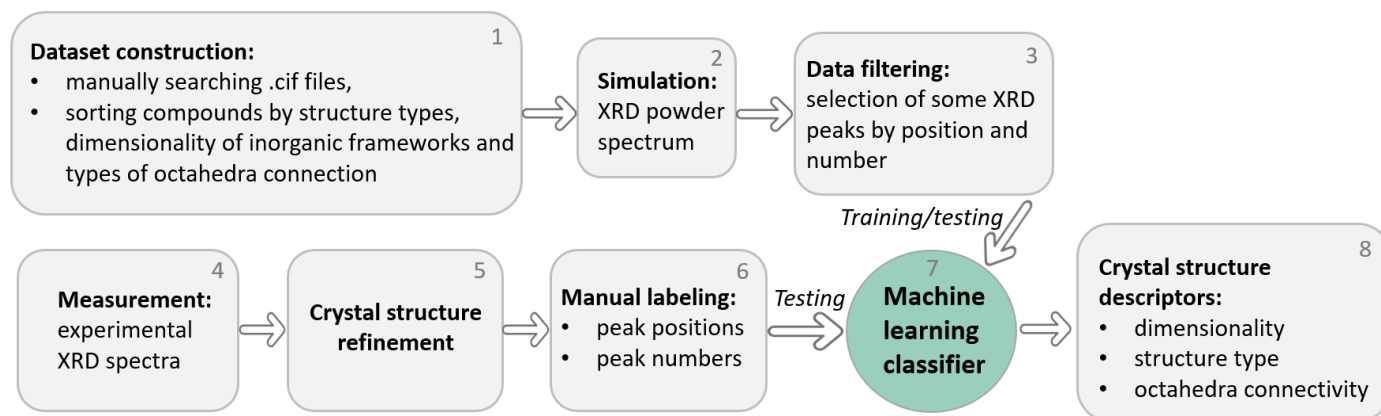 1
Dataset construction:
• manually searching .cif files,
• sorting compounds by structure types,
dimensionality of inorganic frameworks and
types of octahedra connection
2
Simulation:
XRD powder
spectrum
3
Data filtering:
selection of some XRD
peaks by position and
number
Training/testing
4
Measurement:
experimental
XRD spectra
5
Crystal structure
refinement
6
Manual labeling:
• peak positions
• peak numbers
Testing
7
Machine
learning
classifier
8
Crystal structure
descriptors:
• dimensionality
• structure type
• octahedra connectivity